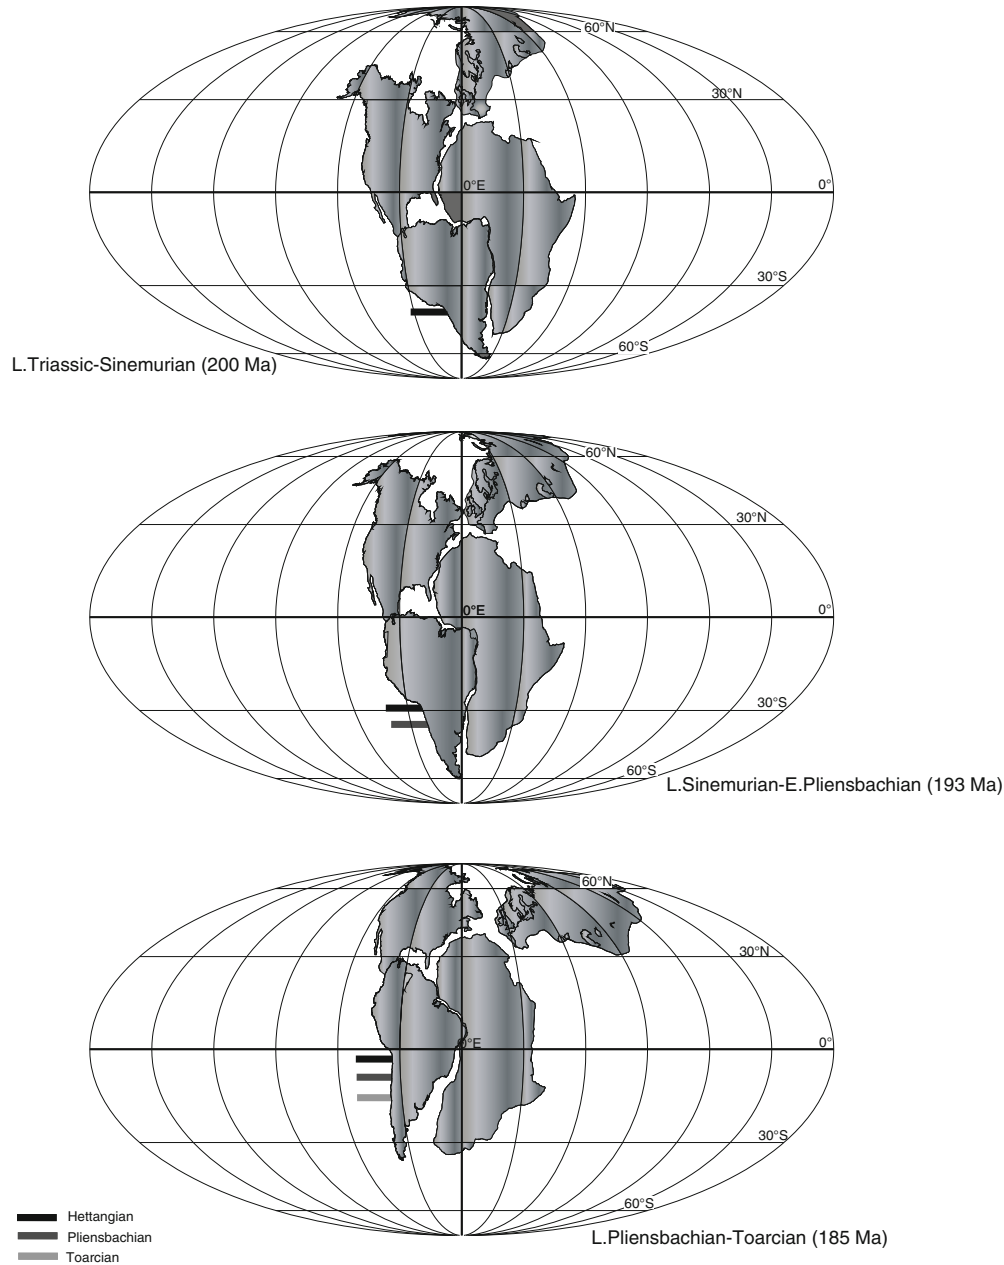 60°N
30°N
0°E
0°
30°S
60°S
L.Triassic-Sinemurian (200 Ma)
60°N
30°N
0°E
0°
30°S
60°S
L.Sinemurian-E.Pliensbachian (193 Ma)
60°N
30°N
0°E
0°
30°S
60°S
L.Pliensbachian-Toarcian (185 Ma)
Hettangian
Pliensbachian
Toarcian